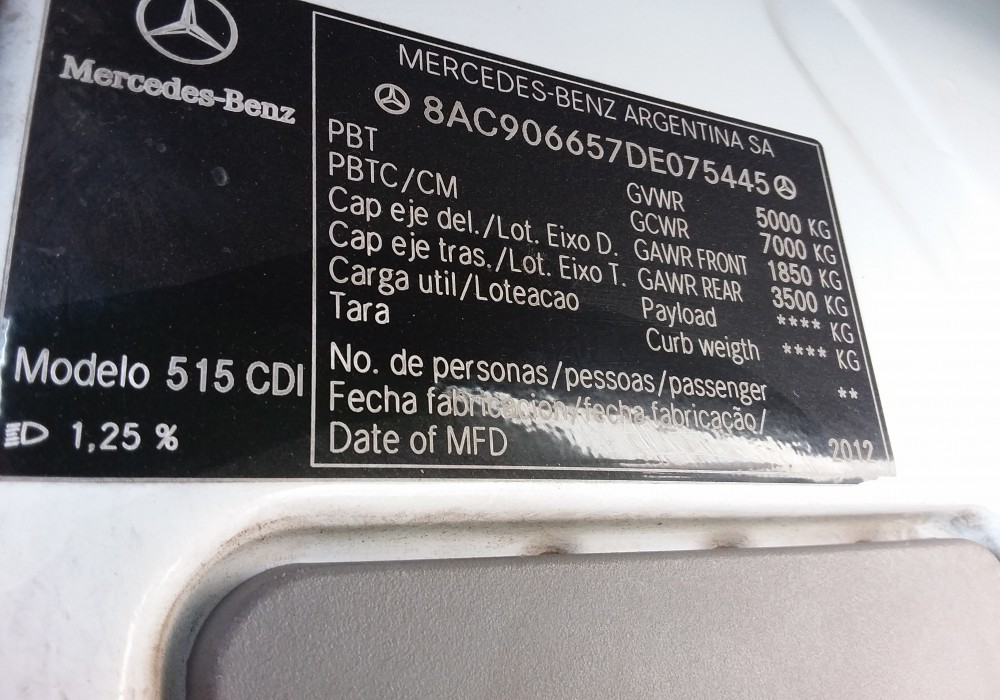 Mercedes-Benz
Modelo 515 CDI
1,25 %
MERCEDES-BENZ ARGENTINA SA
8AC906657DE075445
PBT GVWR 5000 KG
PBTC/CM GCWR 7000 KG
Cap eje del./Lot. Eixo D. GAWR FRONT 1850 KG
Cap eje tras./Lot. Eixo T. GAWR REAR 3500 KG
Carga util/Loteacao Payload **** KG
Tara Curb weigth **** KG
No. de personas/pessoas/passenger **
Fecha fabricacion/fecha fabricação/
Date of MFD 2012